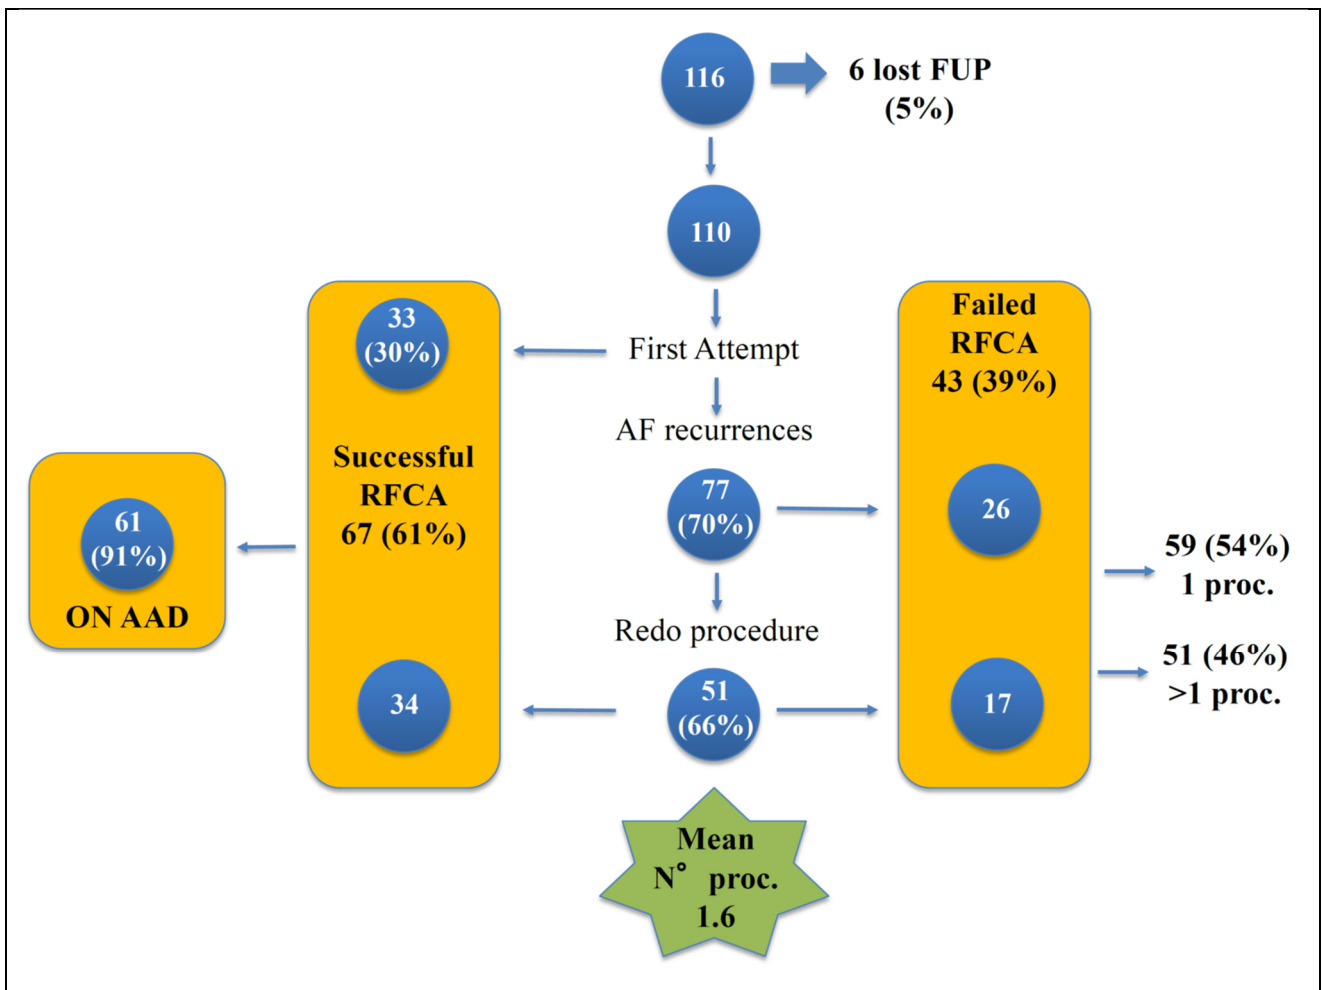 116
6 lost FUP
(5%)
110
First Attempt
33
(30%)
Failed
RFCA
43 (39%)
AF recurrences
Successful
RFCA
67 (61%)
77
(70%)
26
61
(91%)
ON AAD
59 (54%)
1 proc.
Redo procedure
51 (46%)
>1 proc.
34
51
(66%)
17
Mean
N° proc.
1.6